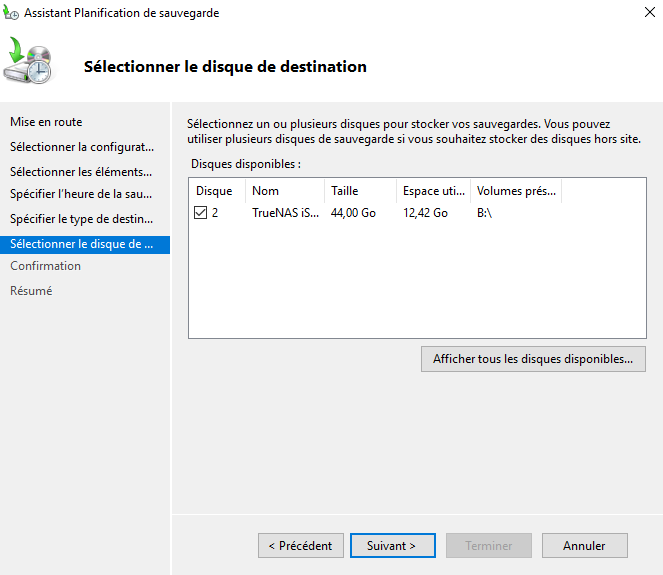 Assistant Planification de sauvegarde
Sélectionner le disque de destination
Mise en route
Sélectionner la configurat...
Sélectionner les éléments...
Spécifier l'heure de la sau...
Spécifier le type de destin...
Sélectionner le disque de ...
Confirmation
Résumé
Sélectionnez un ou plusieurs disques pour stocker vos sauvegardes. Vous pouvez
utiliser plusieurs disques de sauvegarde si vous souhaitez stocker des disques hors site.
Disques disponibles :
Disque Nom Taille Espace uti... Volumes prés...
2 TrueNAS iS... 44,00 Go 12,42 Go B:\
Afficher tous les disques disponibles...
< Précédent Suivant > Terminer Annuler